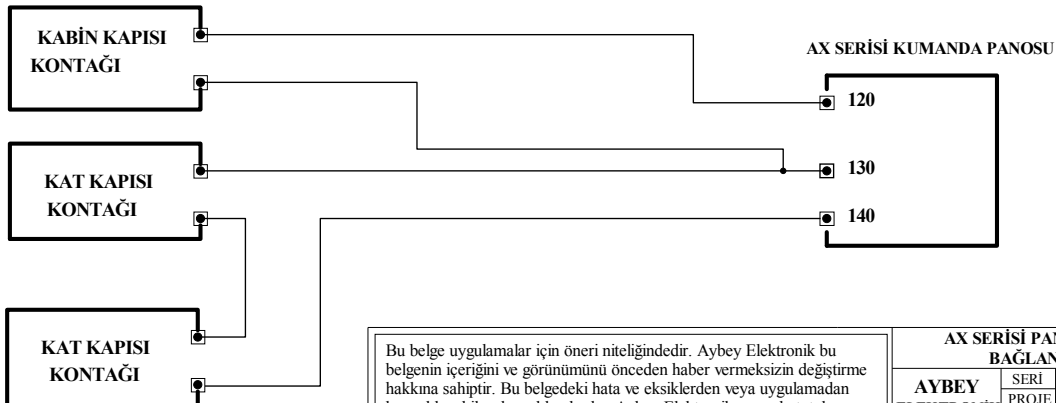 KABİN KAPISI
KONTAĞI
AX SERİSİ KUMANDA PANOSU
120
130
140
KAT KAPISI
KONTAĞI
KAT KAPISI
KONTAĞI
Bu belge uygulamalar için öneri niteliğindedir. Aybey Elektronik bu
belgenin içeriğini ve görünümünü önceden haber vermeksizin değiştirme
hakkına sahiptir. Bu belgedeki hata ve eksiklerden veya uygulamadan
AX SERİSİ
BAĞLAN
AYBEY
SERİ
PROJE